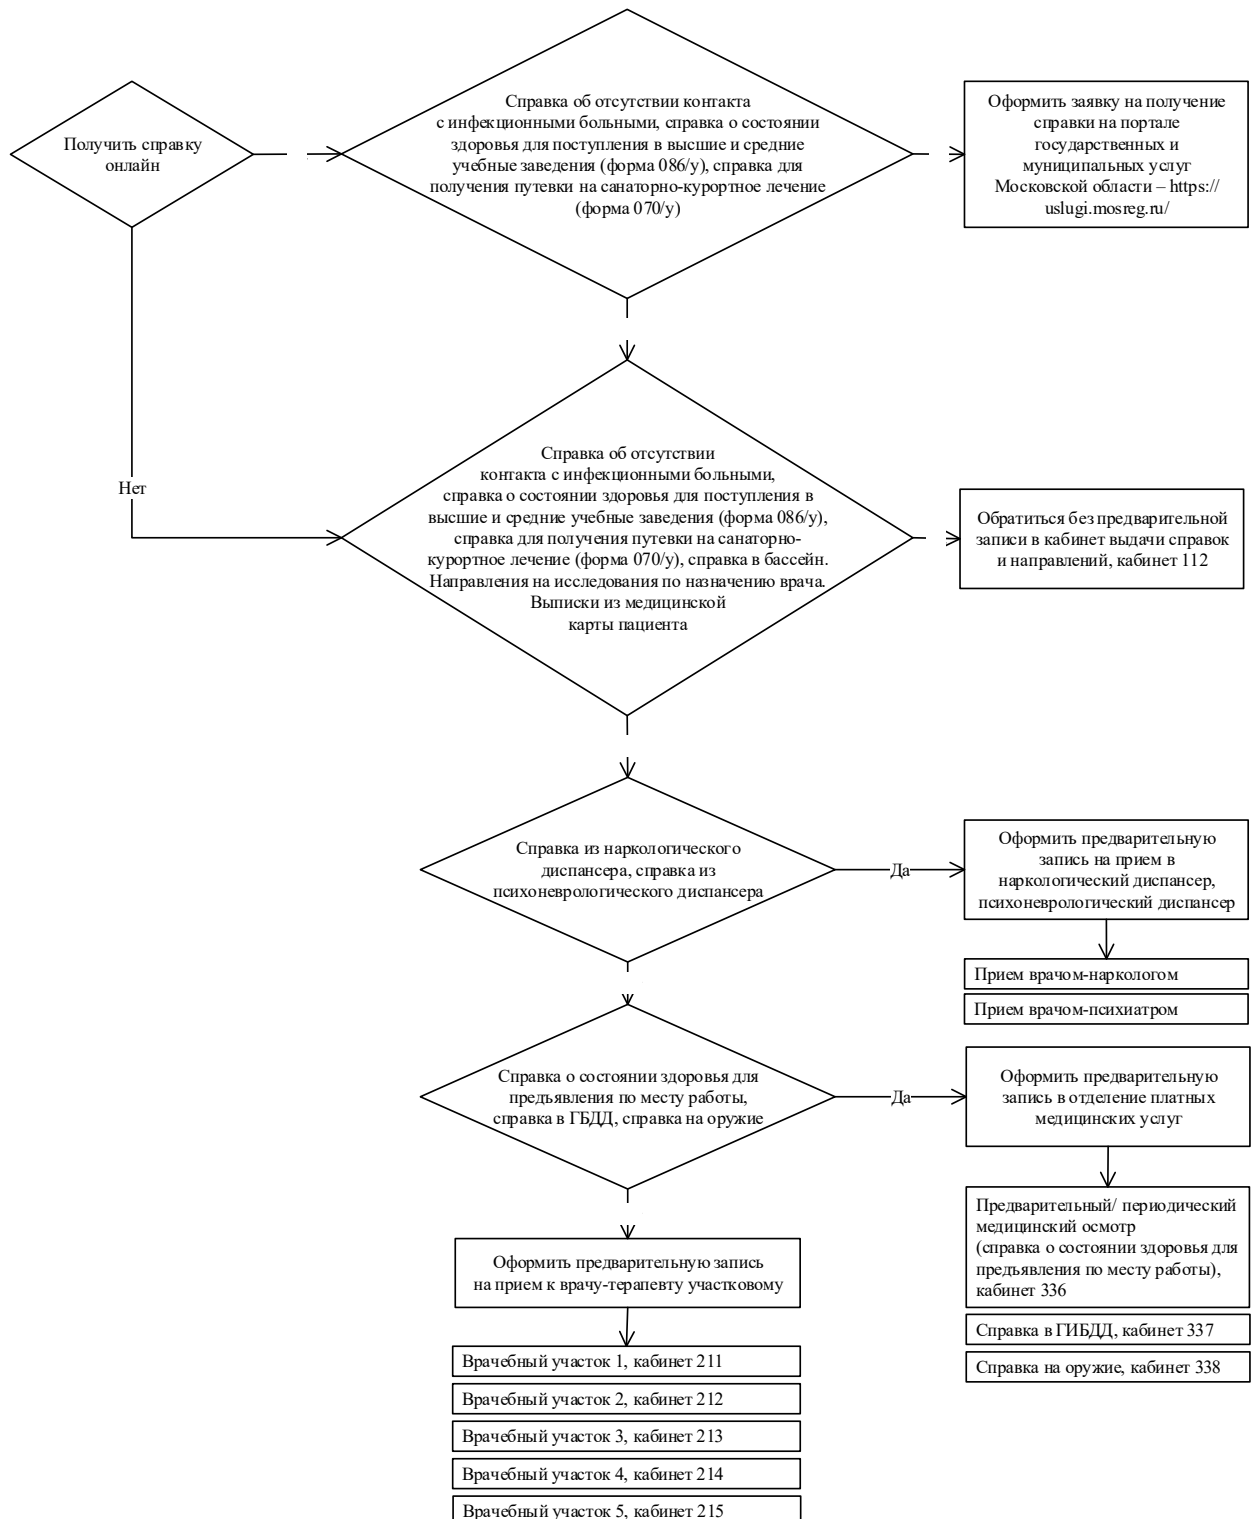 Получить справку
онлайн
Справка об отсутствии контакта
с инфекционными больными, справка о состоянии
здоровья для поступления в высшие и средние
учебные заведения (форма 086/у), справка для
получения путевки на санаторно-курортное лечение
(форма 070/у)
Оформить заявку на получение
справки на портале
государственных и
муниципальных услуг
Московской области – https://
uslugi.mosreg.ru/
Нет
Справка об отсутствии
контакта с инфекционными больными,
справка о состоянии здоровья для поступления в
высшие и средние учебные заведения (форма 086/у),
справка для получения путевки на санаторно-
курортное лечение (форма 070/у), справка в бассейн.
Направления на исследования по назначению врача.
Выписки из медицинской
карты пациента
Обратиться без предварительной
записи в кабинет выдачи справок
и направлений, кабинет 112
Справка из наркологического
диспансера, справка из
психоневрологического диспансера
Да
Оформить предварительную
запись на прием в
наркологический диспансер,
психоневрологический диспансер
Прием врачом-наркологом
Прием врачом-психиатром
Справка о состоянии здоровья для
предъявления по месту работы,
справка в ГБДД, справка на оружие
Да
Оформить предварительную
запись в отделение платных
медицинских услуг
Предварительный/ периодический
медицинский осмотр
(справка о состоянии здоровья для
предъявления по месту работы),
кабинет 336
Справка в ГИБДД, кабинет 337
Справка на оружие, кабинет 338
Оформить предварительную запись
на прием к врачу-терапевту участковому
Врачебный участок 1, кабинет 211
Врачебный участок 2, кабинет 212
Врачебный участок 3, кабинет 213
Врачебный участок 4, кабинет 214
Врачебный участок 5, кабинет 215